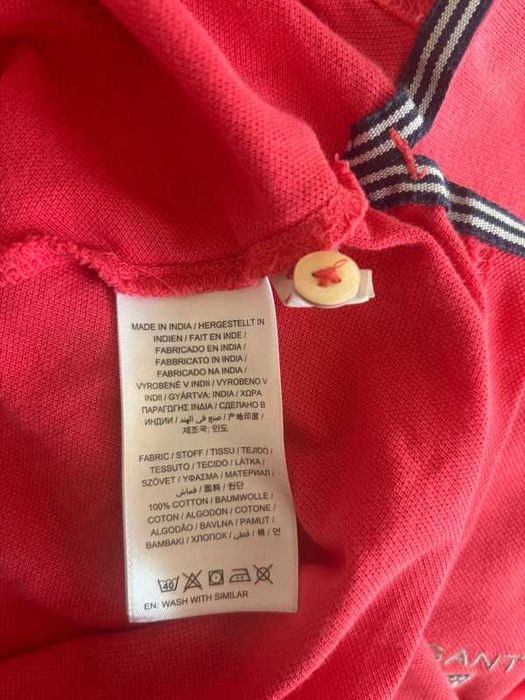 MADE IN INDIA / HERGESTELLT IN
INDIEN / FAIT EN INDE /
FABRICADO EN INDIA /
FABBRICATO IN INDIA /
FABRICADO NA INDIA /
VYROBENÉ V INDII / VYROBENO V
INDII / GYÁRTVA: INDIA / ΧΩΡΑ
ΠΑΡΑΓΩΓΗΣ ΙΝΔΙΑ / СДЕЛАНО В
ИНДИИ / صنع فى الهند / 产地印度 /
제조국: 인도
FABRIC / STOFF / TISSU / TEJIDO /
TESSUTO / TECIDO / LÁTKA /
SZÖVET / ΥΦΑΣΜΑ / МАТЕРИАЛ
/ قماش / 面料 / 원단
100% COTTON / BAUMWOLLE /
COTON / ALGODON / COTONE /
ALGODÃO / BAVLNA / PAMUT /
BAMBAKI / ХЛОПОК / قطن / 棉 / 면
40
EN: WASH WITH SIMILAR
GANT